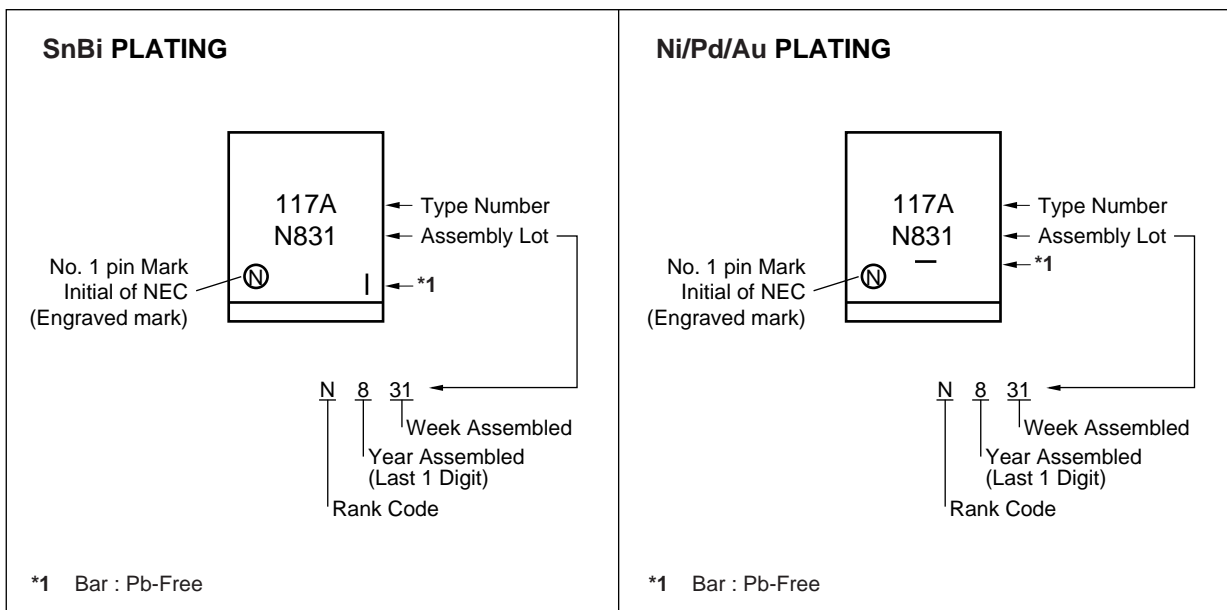 SnBi PLATING
117A
N831
N
Type Number
Assembly Lot
*1
No. 1 pin Mark
Initial of NEC
(Engraved mark)
N 8 31
Week Assembled
Year Assembled
(Last 1 Digit)
Rank Code
*1 Bar : Pb-Free
Ni/Pd/Au PLATING
117A
N831
N
Type Number
Assembly Lot
*1
No. 1 pin Mark
Initial of NEC
(Engraved mark)
N 8 31
Week Assembled
Year Assembled
(Last 1 Digit)
Rank Code
*1 Bar : Pb-Free